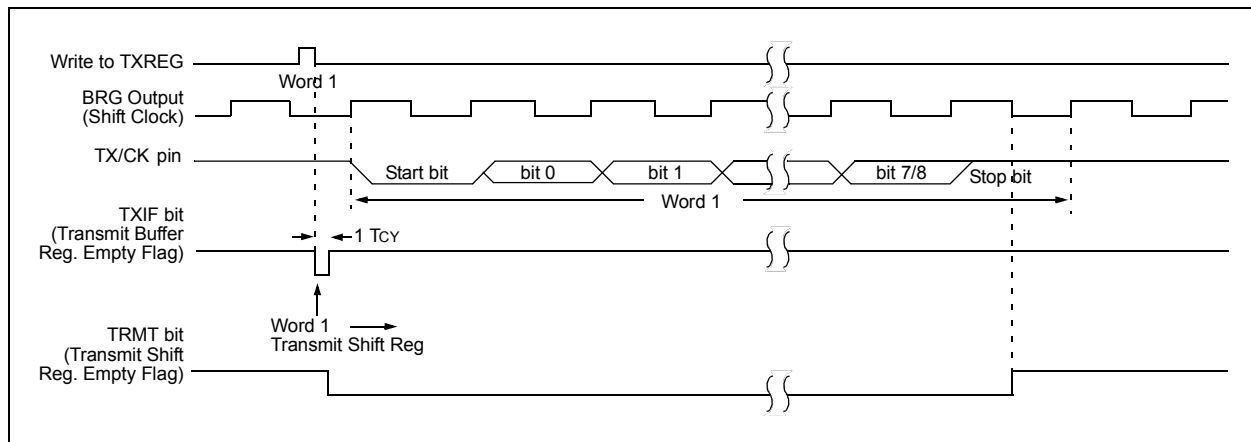 Write to TXREG
Word 1
BRG Output
(Shift Clock)
TX/CK pin
Start bit
bit 0
bit 1
bit 7/8
Stop bit
Word 1
TXIF bit
(Transmit Buffer
Reg. Empty Flag)
1 TCY
Word 1
Transmit Shift Reg
TRMT bit
(Transmit Shift
Reg. Empty Flag)